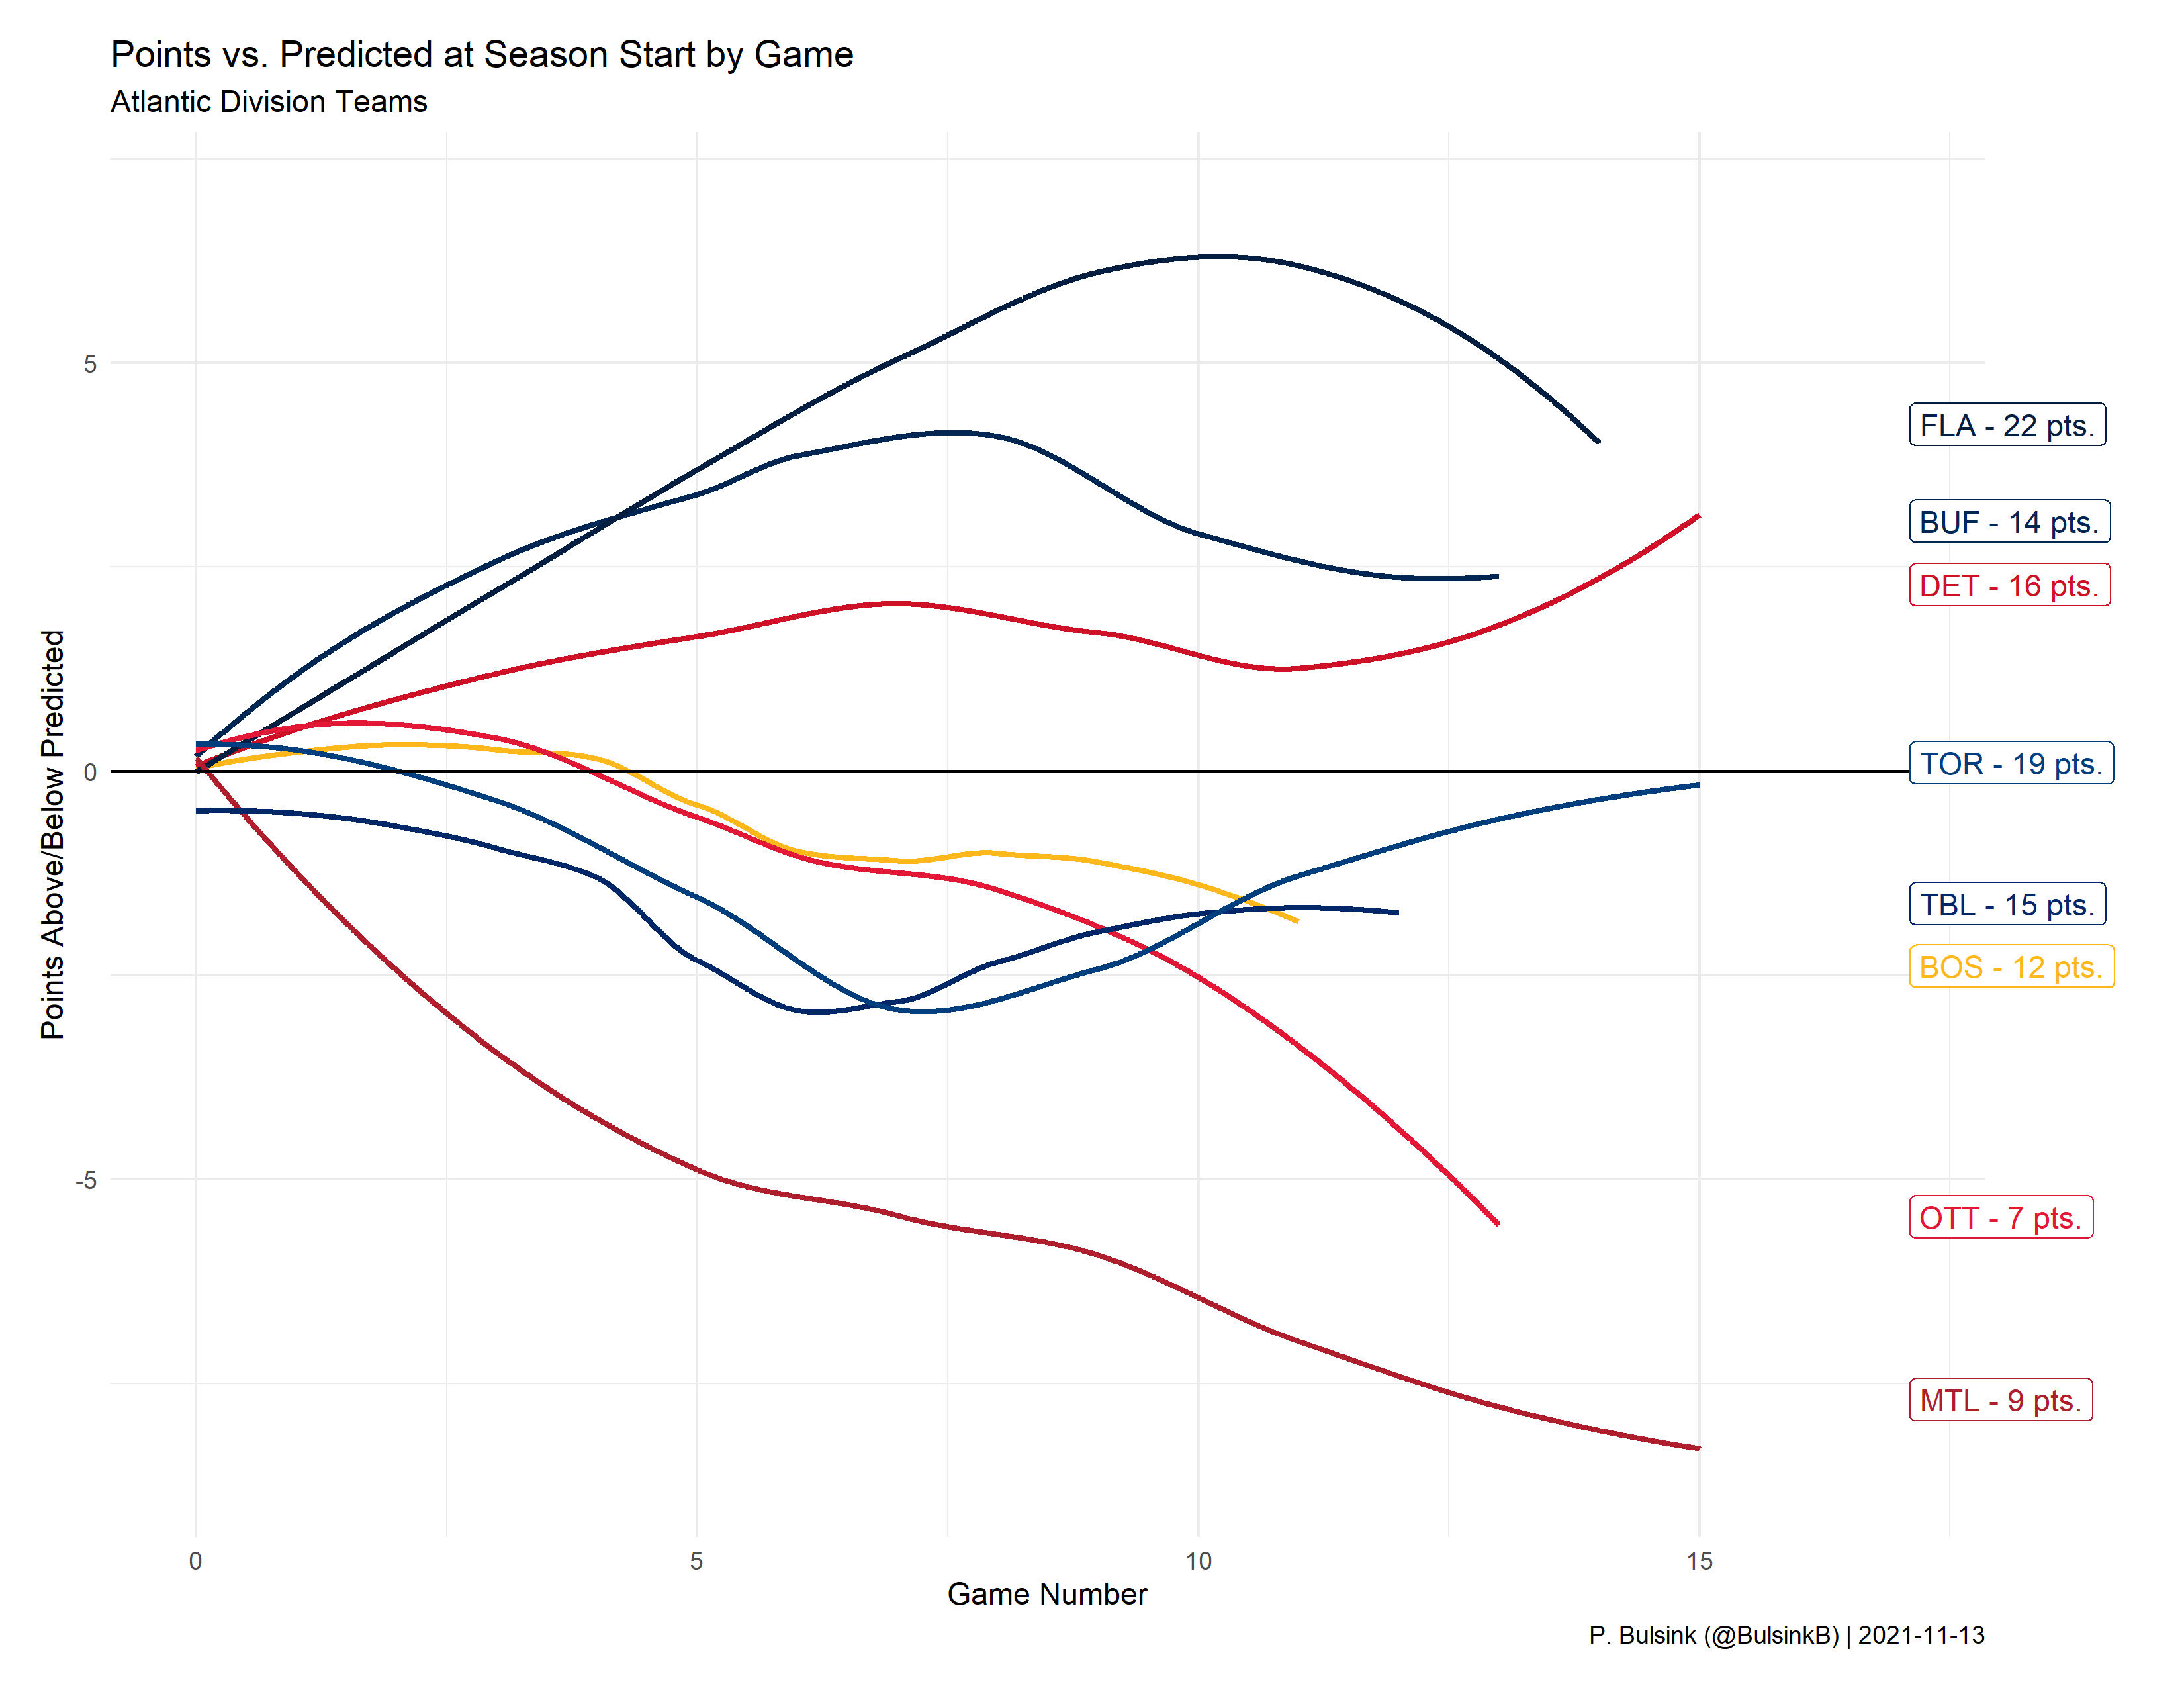 Points vs. Predicted at Season Start by Game
Atlantic Division Teams
Points Above/Below Predicted
5
0
-5
FLA - 22 pts.
BUF - 14 pts.
DET - 16 pts.
TOR - 19 pts.
TBL - 15 pts.
BOS - 12 pts.
OTT - 7 pts.
MTL - 9 pts.
0
5
10
15
Game Number
P. Bulsink (@BulsinkB) | 2021-11-13